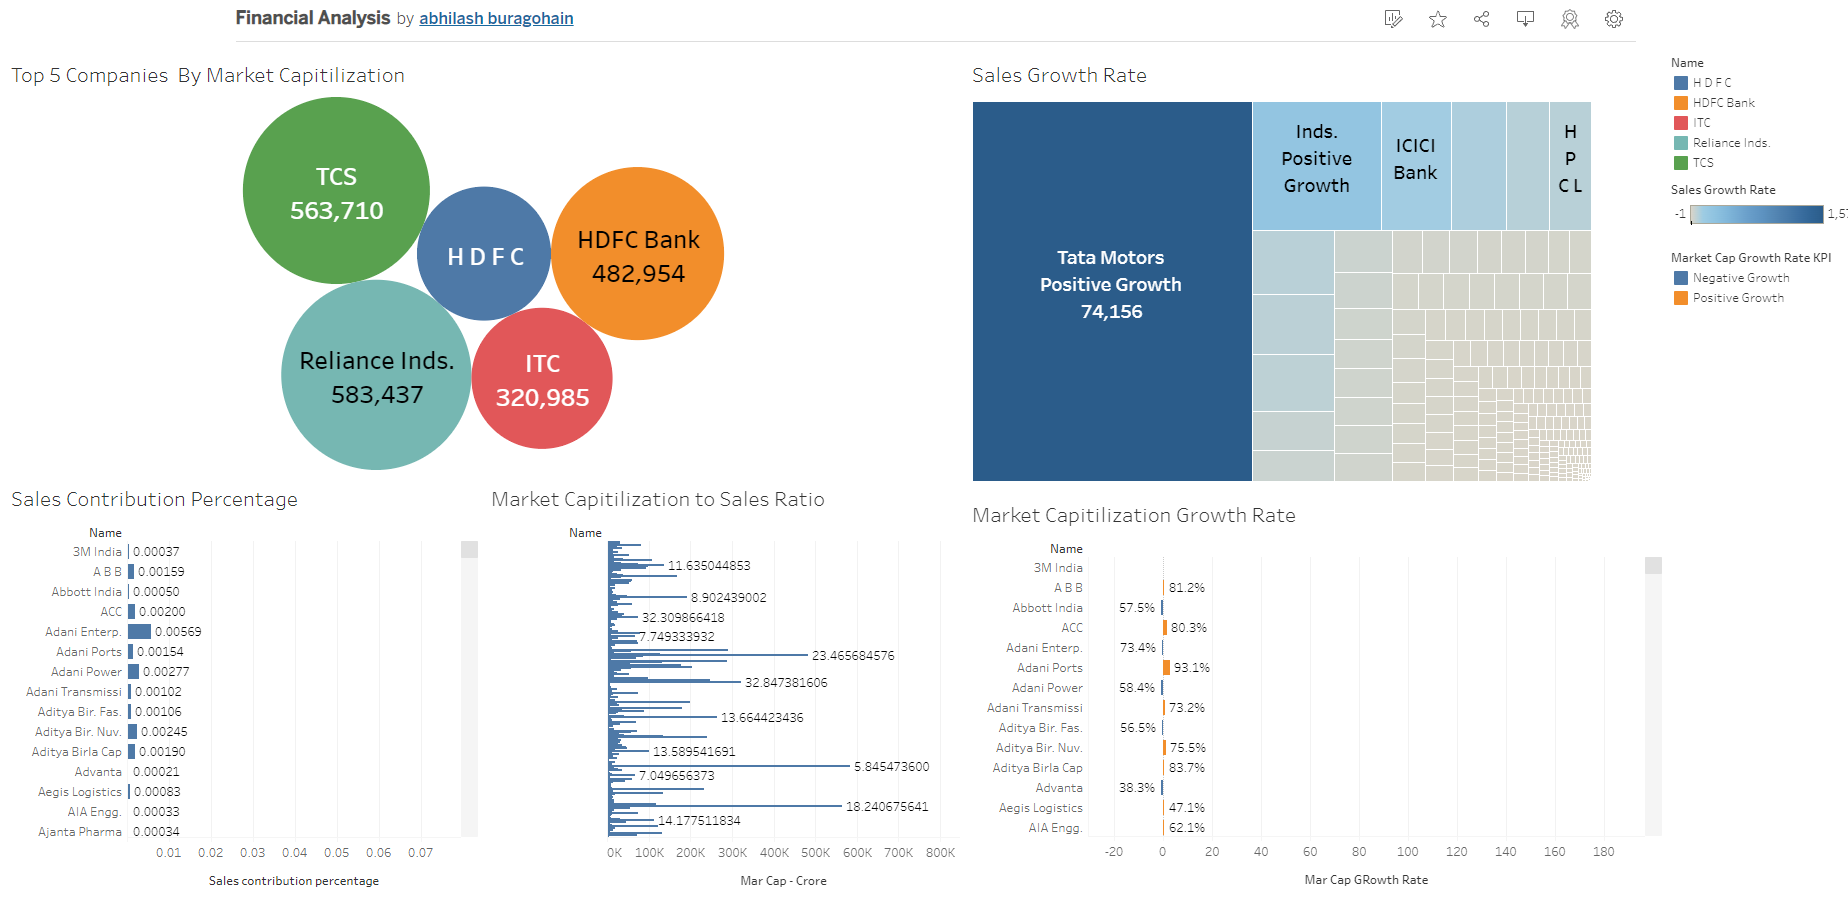 Financial Analysis by abhilash buragohain
Top 5 Companies By Market Capitilization
TCS
563,710
H D F C
HDFC Bank
482,954
Reliance Inds.
583,437
ITC
320,985
Sales Growth Rate
Tata Motors
Positive Growth
74,156
Inds.
Positive
Growth
ICICI
Bank
H
P
C L
Name
H D F C
HDFC Bank
ITC
Reliance Inds.
TCS
Sales Growth Rate
-1
Market Cap Growth Rate KPI
Negative Growth
Positive Growth
Sales Contribution Percentage
Name
3M India 0.00037
A B B 0.00159
Abbott India 0.00050
ACC 0.00200
Adani Enterp. 0.00569
Adani Ports 0.00154
Adani Power 0.00277
Adani Transmissi 0.00102
Aditya Bir. Fas. 0.00106
Aditya Bir. Nuv. 0.00245
Aditya Birla Cap 0.00190
Advanta 0.00021
Aegis Logistics 0.00083
AIA Engg. 0.00033
Ajanta Pharma 0.00034
0.01 0.02 0.03 0.04 0.05 0.06 0.07
Sales contribution percentage
Market Capitilization to Sales Ratio
Name
11.635044853
8.902439002
32.309866418
7.749333932
23.465684576
32.847381606
13.664423436
13.589541691
5.845473600
7.049656373
18.240675641
14.177511834
0K 100K 200K 300K 400K 500K 600K 700K 800K
Mar Cap - Crore
Market Capitilization Growth Rate
Name
3M India
A B B 81.2%
Abbott India 57.5%
ACC 80.3%
Adani Enterp. 73.4%
Adani Ports 93.1%
Adani Power 58.4%
Adani Transmissi 73.2%
Aditya Bir. Fas. 56.5%
Aditya Bir. Nuv. 75.5%
Aditya Birla Cap 83.7%
Advanta 38.3%
Aegis Logistics 47.1%
AIA Engg. 62.1%
-20 0 20 40 60 80 100 120 140 160 180
Mar Cap GRowth Rate